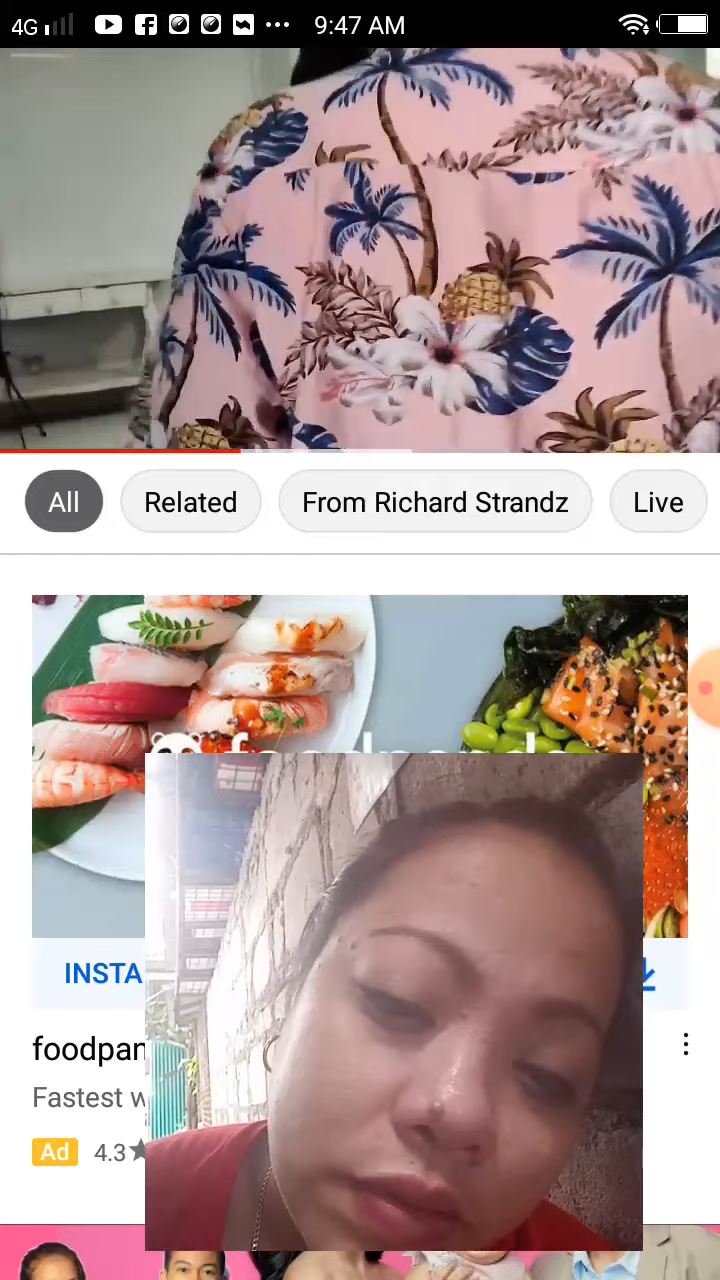 4G 9:47 AM
All Related From Richard Strandz Live
INSTA
foodpan
Fastest w
Ad 4.3★